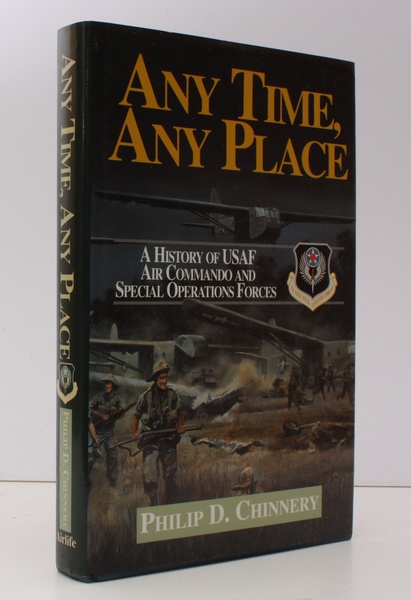 ANY TIME,
ANY PLACE
A HISTORY OF USAF
AIR COMMANDO AND
SPECIAL OPERATIONS FORCES
PHILIP D. CHINNERY
ANY TIME, ANY PLACE
PHILIP D. CHINNERY
Airlife